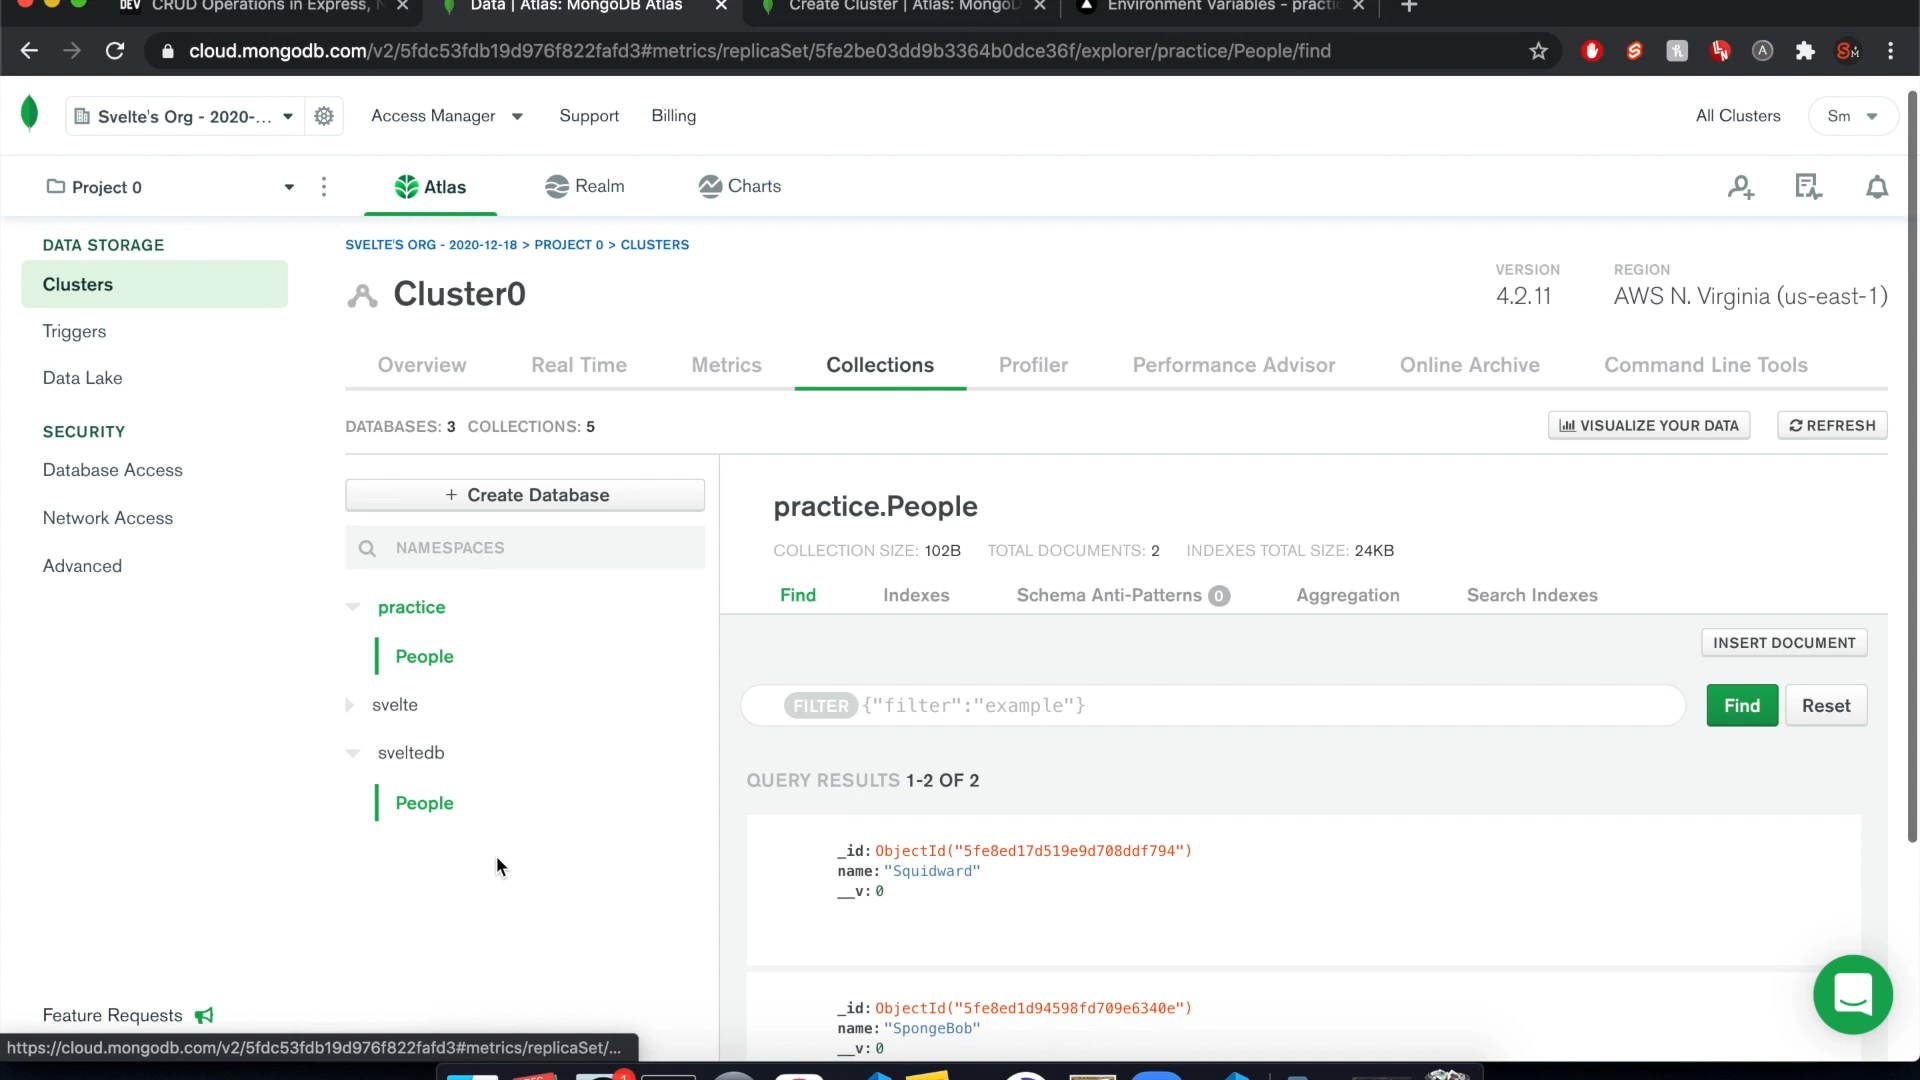 DEV CRUD Operations in Express,
Data | Atlas: MongoDB Atlas
Create Cluster | Atlas: MongoD
Environment Variables - practic
cloud.mongodb.com/v2/5fdc53fdb19d976f822fafd3#metrics/replicaSet/5fe2be03dd9b3364b0dce36f/explorer/practice/People/find
Svelte's Org - 2020-...
Access Manager
Support
Billing
All Clusters
Sm
Project 0
Atlas
Realm
Charts
DATA STORAGE
Clusters
Triggers
Data Lake
SECURITY
Database Access
Network Access
Advanced
Feature Requests
SVELTE'S ORG - 2020-12-18 > PROJECT 0 > CLUSTERS
Cluster0
VERSION
4.2.11
REGION
AWS N. Virginia (us-east-1)
Overview
Real Time
Metrics
Collections
Profiler
Performance Advisor
Online Archive
Command Line Tools
DATABASES: 3 COLLECTIONS: 5
VISUALIZE YOUR DATA
REFRESH
+ Create Database
NAMESPACES
practice
People
svelte
sveltedb
People
practice.People
COLLECTION SIZE: 102B TOTAL DOCUMENTS: 2 INDEXES TOTAL SIZE: 24KB
Find
Indexes
Schema Anti-Patterns 0
Aggregation
Search Indexes
INSERT DOCUMENT
FILTER {"filter":"example"}
Find
Reset
QUERY RESULTS 1-2 OF 2
_id: ObjectId("5fe8ed17d519e9d708ddf794")
name: "Squidward"
__v: 0
_id: ObjectId("5fe8ed1d94598fd709e6340e")
name: "SpongeBob"
__v: 0
https://cloud.mongodb.com/v2/5fdc53fdb19d976f822fafd3#metrics/replicaSet/...